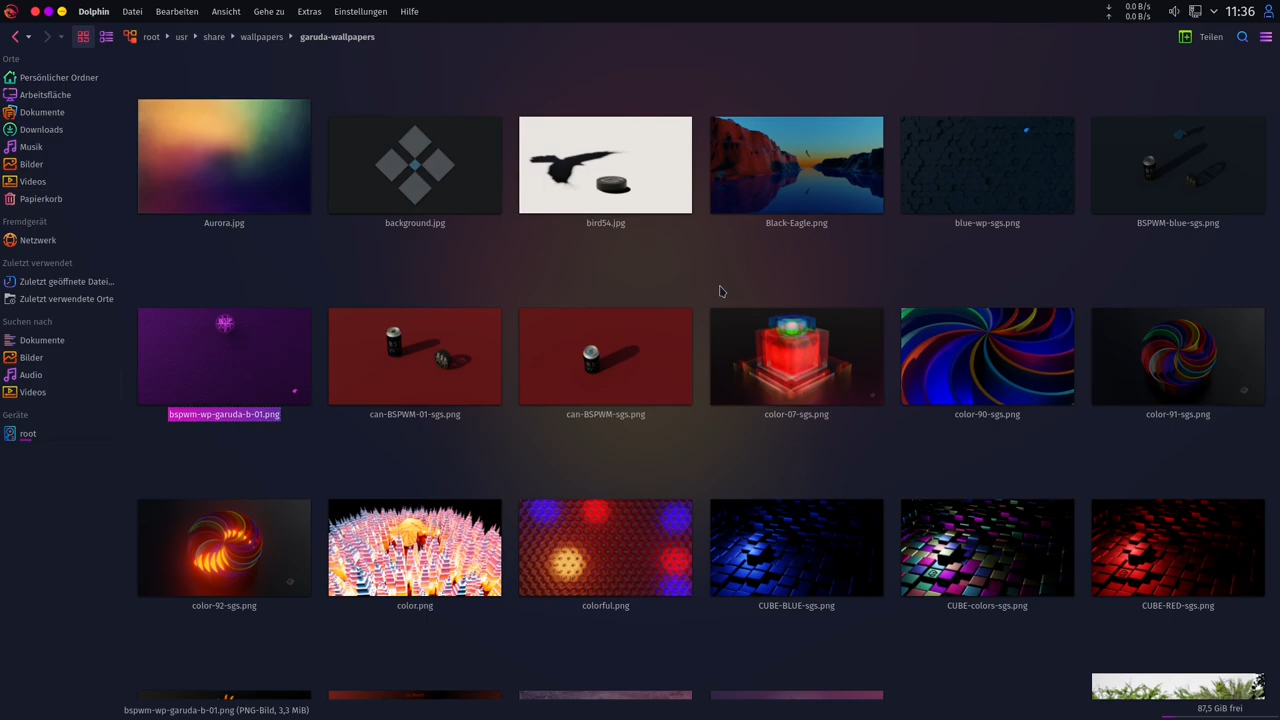 Dolphin Datei Bearbeiten Ansicht Gehe zu Extras Einstellungen Hilfe
↓ 0.0 B/s
↑ 0.0 B/s
11:36
root › usr › share › wallpapers › garuda-wallpapers
Teilen
Orte
Persönlicher Ordner
Arbeitsfläche
Dokumente
Downloads
Musik
Bilder
Videos
Papierkorb
Fremdgerät
Netzwerk
Zuletzt verwendet
Zuletzt geöffnete Datei...
Zuletzt verwendete Orte
Suchen nach
Dokumente
Bilder
Audio
Videos
Geräte
root
Aurora.jpg background.jpg bird54.jpg Black-Eagle.png blue-wp-sgs.png BSPWM-blue-sgs.png
bspwm-wp-garuda-b-01.png can-BSPWM-01-sgs.png can-BSPWM-sgs.png color-07-sgs.png color-90-sgs.png color-91-sgs.png
color-92-sgs.png color.png colorful.png CUBE-BLUE-sgs.png CUBE-colors-sgs.png CUBE-RED-sgs.png
bspwm-wp-garuda-b-01.png (PNG-Bild, 3,3 MiB)
87,5 GiB frei